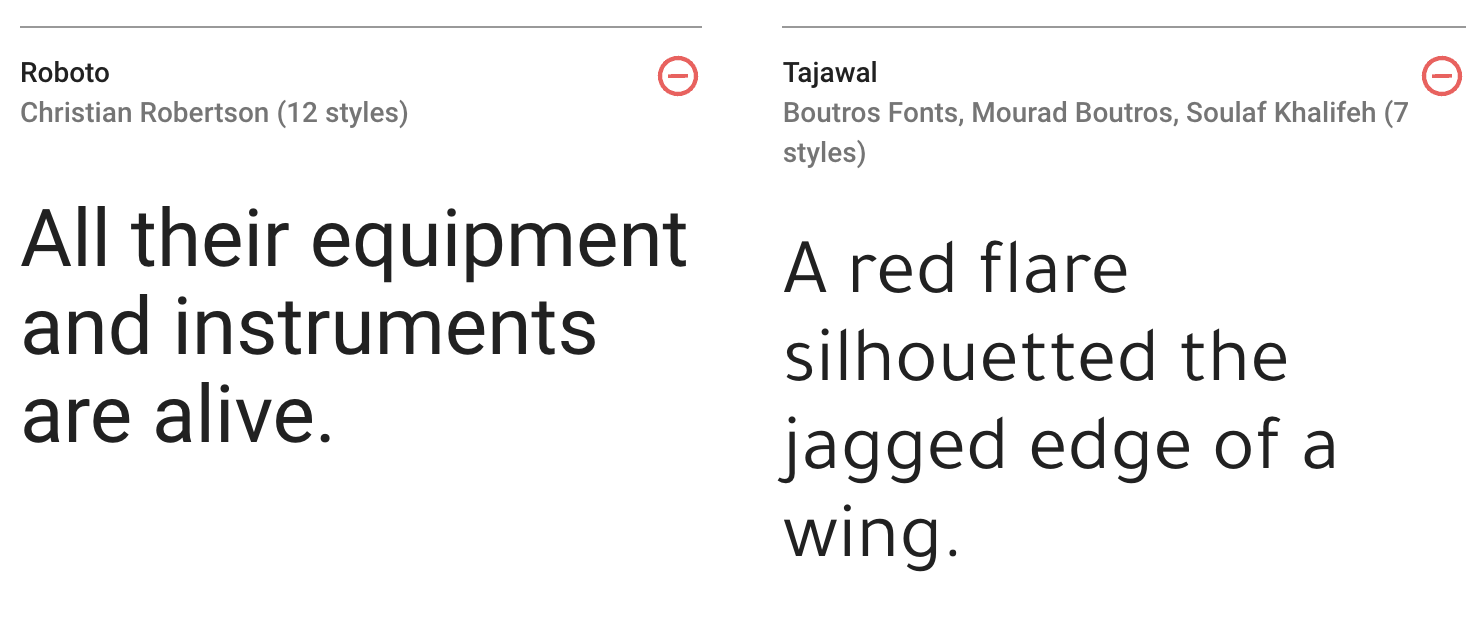 Roboto
Christian Robertson (12 styles)
All their equipment
and instruments
are alive.
Tajawal
Boutros Fonts, Mourad Boutros, Soulaf Khalifeh (7
styles)
A red flare
silhouetted the
jagged edge of a
wing.